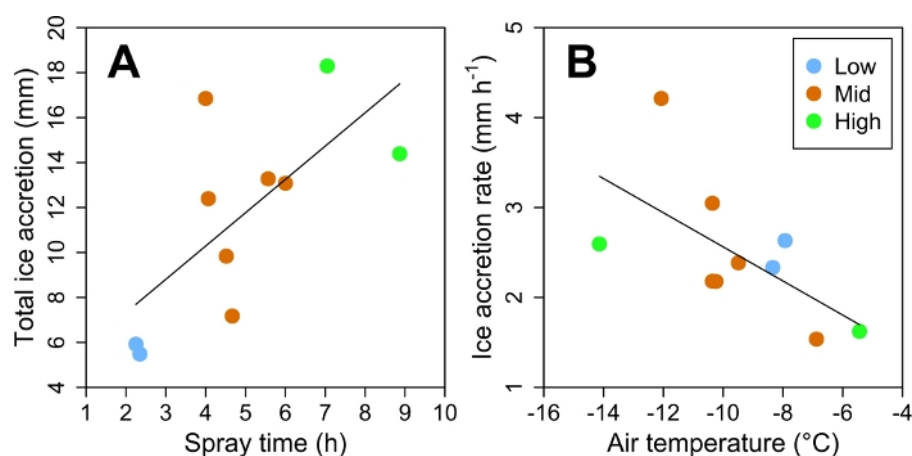 A
Total ice accretion (mm)
20
18
16
14
12
10
8
6
4
1 2 3 4 5 6 7 8 9 10
Spray time (h)
B
Low
Mid
High
Ice accretion rate (mm h⁻¹)
5
4
3
2
1
-16 -14 -12 -10 -8 -6 -4
Air temperature (°C)